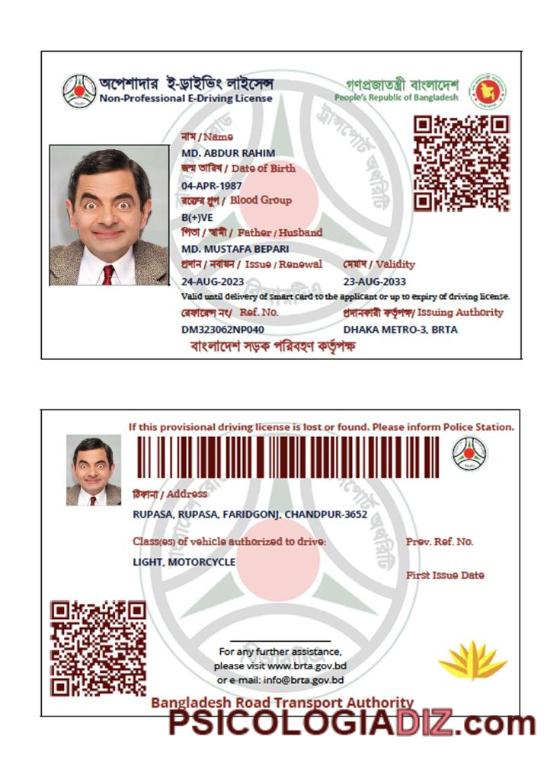 অপেশাদার ই-ড্রাইভিং লাইসেন্স
Non-Professional E-Driving License
গণপ্রজাতন্ত্রী বাংলাদেশ
People's Republic of Bangladesh
নাম / Name
MD. ABDUR RAHIM
জন্ম তারিখ / Date of Birth
04-APR-1987
রক্তের গ্রুপ / Blood Group
B(+)VE
পিতা / স্বামী / Father / Husband
MD. MUSTAFA BEPARI
প্রদান / নবায়ন / Issue / Renewal মেয়াদ / Validity
24-AUG-2023 23-AUG-2033
Valid until delivery of smart card to the applicant or up to expiry of driving license.
রেফারেন্স নং/ Ref. No. প্রদানকারী কর্তৃপক্ষ/ Issuing Authority
DM323062NP040 DHAKA METRO-3, BRTA
বাংলাদেশ সড়ক পরিবহণ কর্তৃপক্ষ
If this provisional driving license is lost or found. Please inform Police Station.
ঠিকানা / Address
RUPASA, RUPASA, FARIDGONJ, CHANDPUR-3652
Class(es) of vehicle authorized to drive: Prev. Ref. No.
LIGHT, MOTORCYCLE
First Issue Date
For any further assistance,
please visit www.brta.gov.bd
or e-mail: info@brta.gov.bd
Bangladesh Road Transport Authority
PSICOLOGIADIZ.com